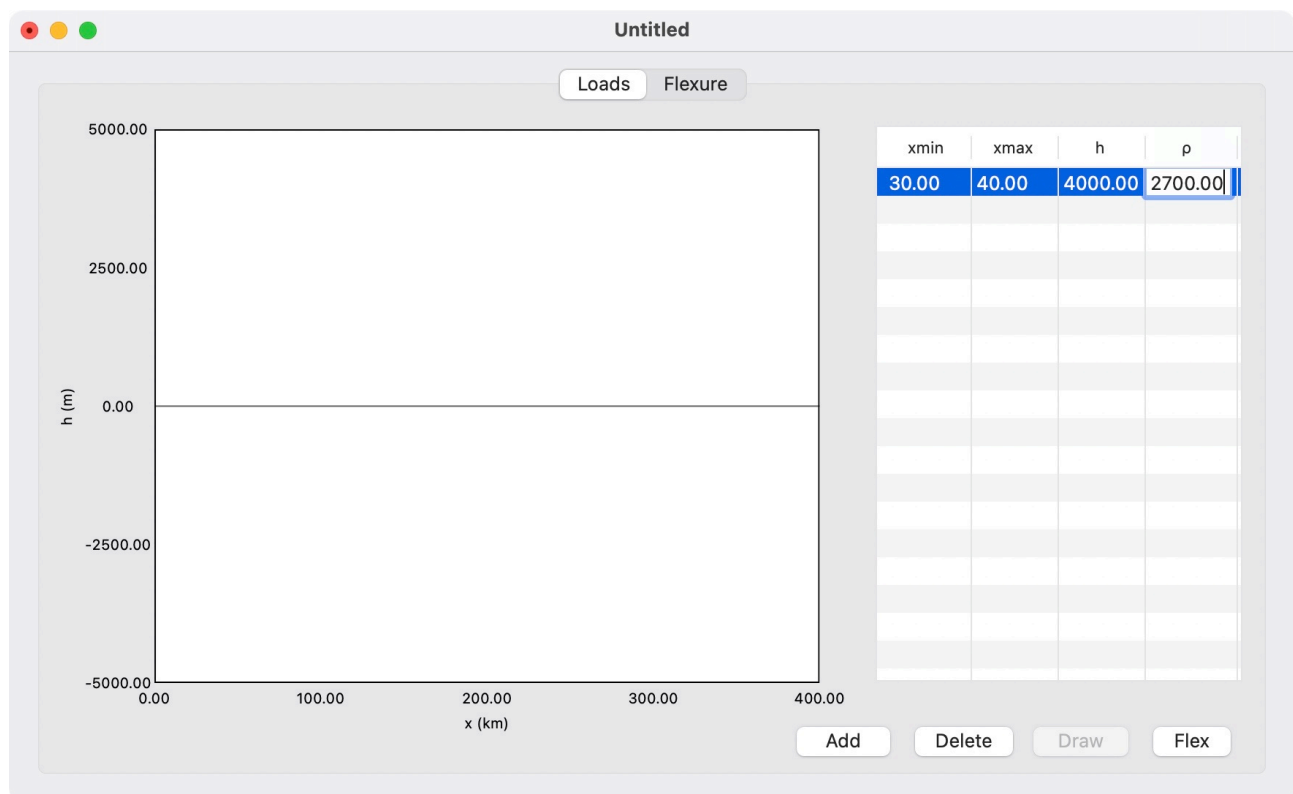 Untitled
Loads Flexure
5000.00
2500.00
h (m)
0.00
-2500.00
-5000.00
0.00 100.00 200.00 300.00 400.00
x (km)
xmin xmax h ρ
30.00 40.00 4000.00 2700.00
Add Delete Draw Flex